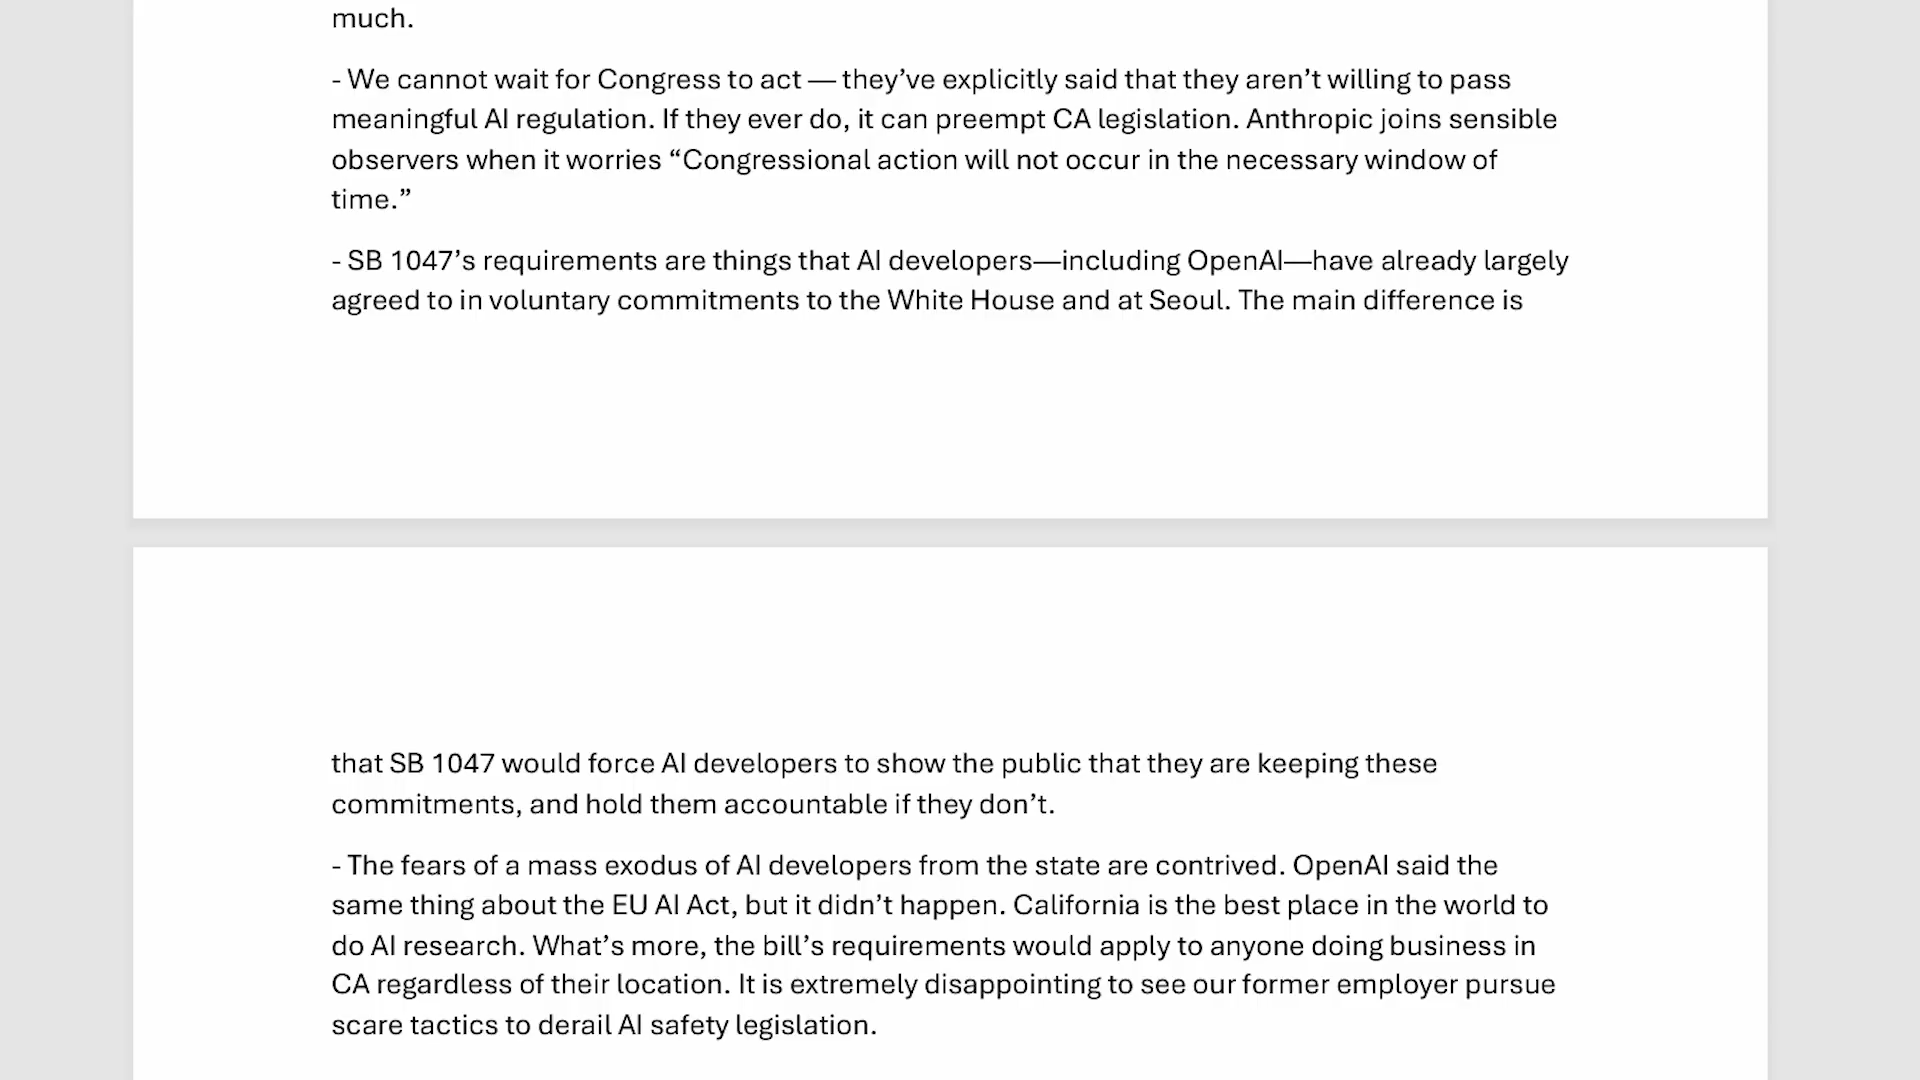 much.
- We cannot wait for Congress to act — they’ve explicitly said that they aren’t willing to pass
meaningful AI regulation. If they ever do, it can preempt CA legislation. Anthropic joins sensible
observers when it worries “Congressional action will not occur in the necessary window of
time.”
- SB 1047’s requirements are things that AI developers—including OpenAI—have already largely
agreed to in voluntary commitments to the White House and at Seoul. The main difference is
that SB 1047 would force AI developers to show the public that they are keeping these
commitments, and hold them accountable if they don’t.
- The fears of a mass exodus of AI developers from the state are contrived. OpenAI said the
same thing about the EU AI Act, but it didn’t happen. California is the best place in the world to
do AI research. What’s more, the bill’s requirements would apply to anyone doing business in
CA regardless of their location. It is extremely disappointing to see our former employer pursue
scare tactics to derail AI safety legislation.